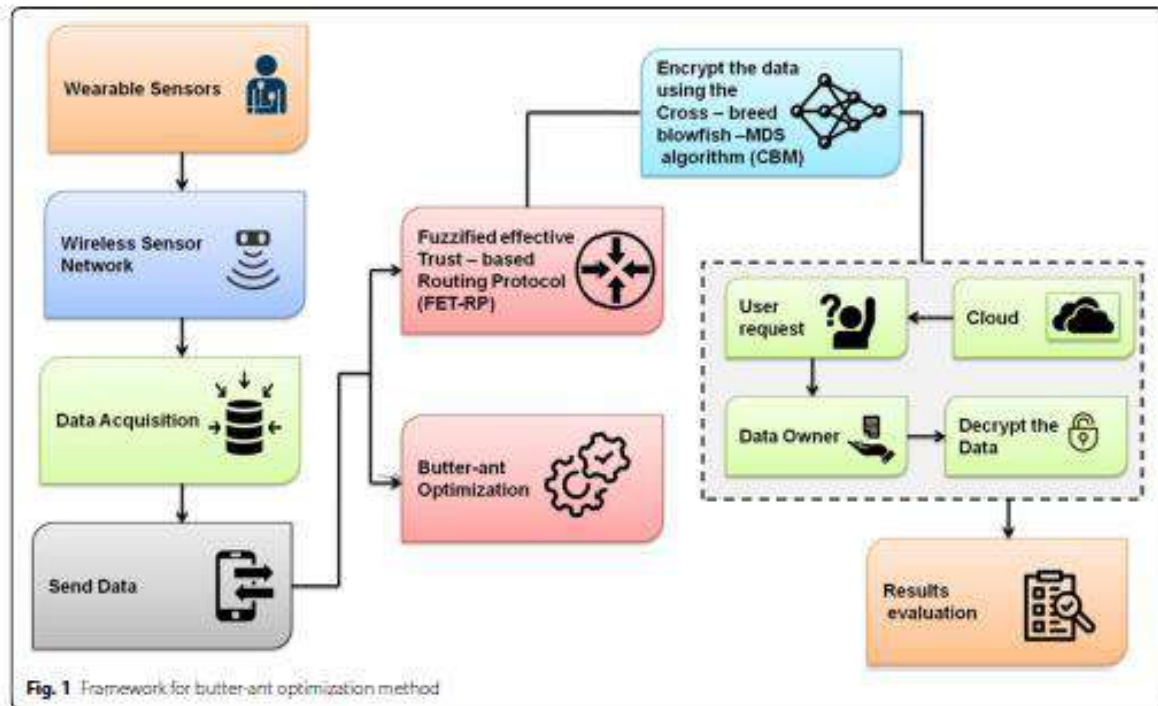 Wearable Sensors
Wireless Sensor
Network
Data Acquisition
Send Data
Fuzzified effective
Trust – based
Routing Protocol
(FET-RP)
Butter-ant
Optimization
Encrypt the data
using the
Cross – breed
blowfish –MDS
algorithm (CBM)
User
request
?
Cloud
Data Owner
Decrypt the
Data
Results
evaluation
Fig. 1 Framework for butter-ant optimization method